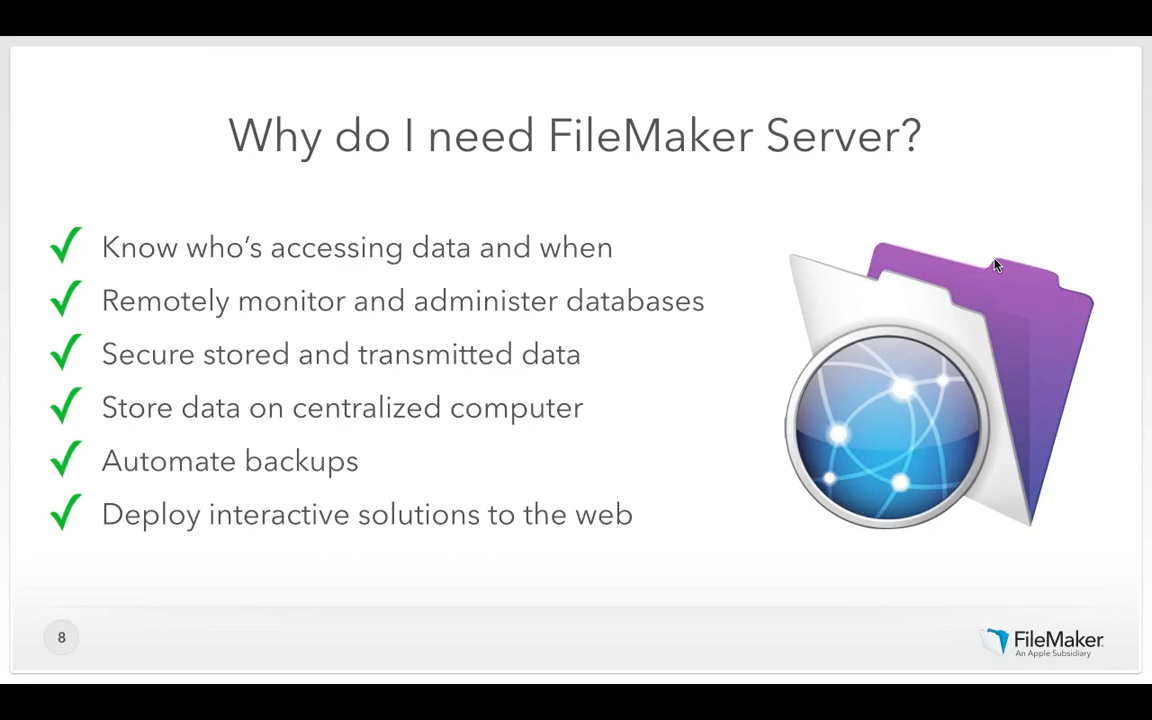 Why do I need FileMaker Server?
Know who's accessing data and when
Remotely monitor and administer databases
Secure stored and transmitted data
Store data on centralized computer
Automate backups
Deploy interactive solutions to the web
8
FileMaker
An Apple Subsidiary